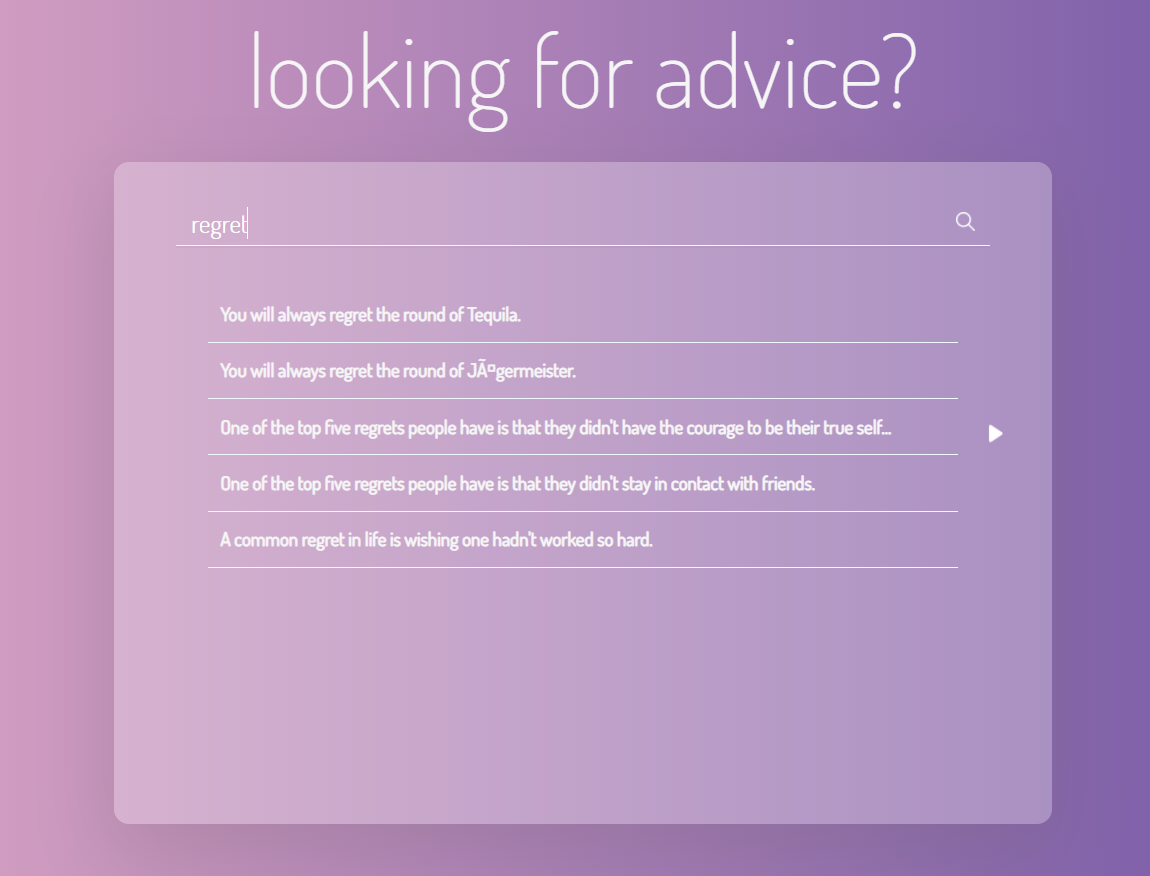 looking for advice?
regret
You will always regret the round of Tequila.
You will always regret the round of JÃ¤germeister.
One of the top five regrets people have is that they didn't have the courage to be their true self...
One of the top five regrets people have is that they didn't stay in contact with friends.
A common regret in life is wishing one hadn't worked so hard.